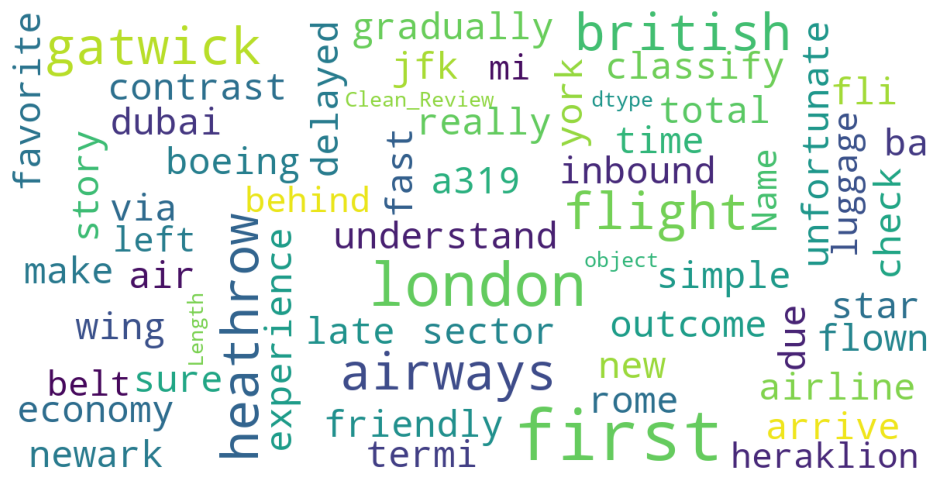 favorite
gatwick
contrast
dubai
boeing
delayed
gradually
jfk
mi
Clean_Review
really
british
york
classify
dtype
total
time
unfortunate
fli
luggage
ba
story
via
left
behind
fast
a319
inbound
flight
Name
check
make
air
heathrow
experience
understand
london
object
simple
wing
Length
late
sector
outcome
due
star
flown
belt
sure
airways
new
airline
economy
friendly
rome
first
arrive
newark
termi
heraklion